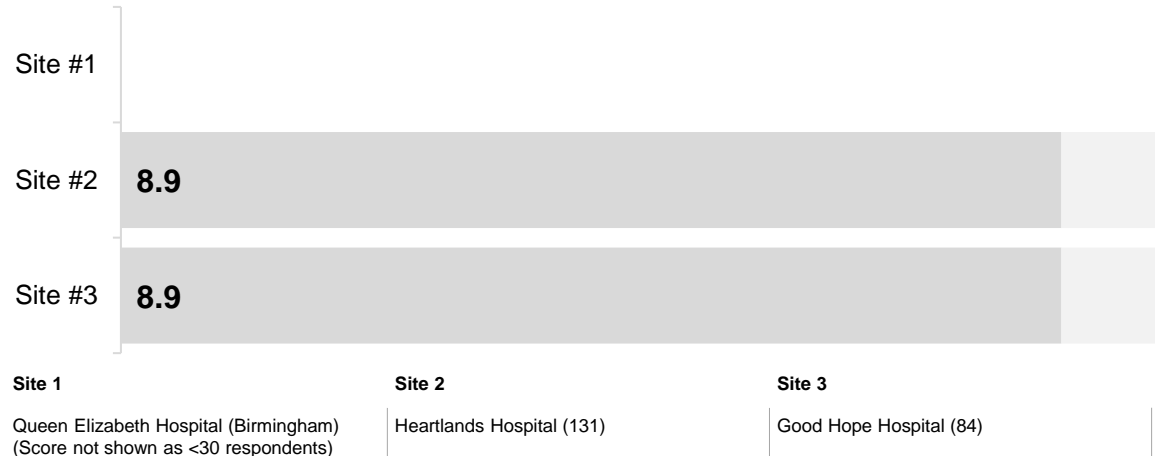 Site #1
Site #2
8.9
Site #3
8.9
Site 1
Site 2
Site 3
Queen Elizabeth Hospital (Birmingham)
(Score not shown as <30 respondents)
Heartlands Hospital (131)
Good Hope Hospital (84)